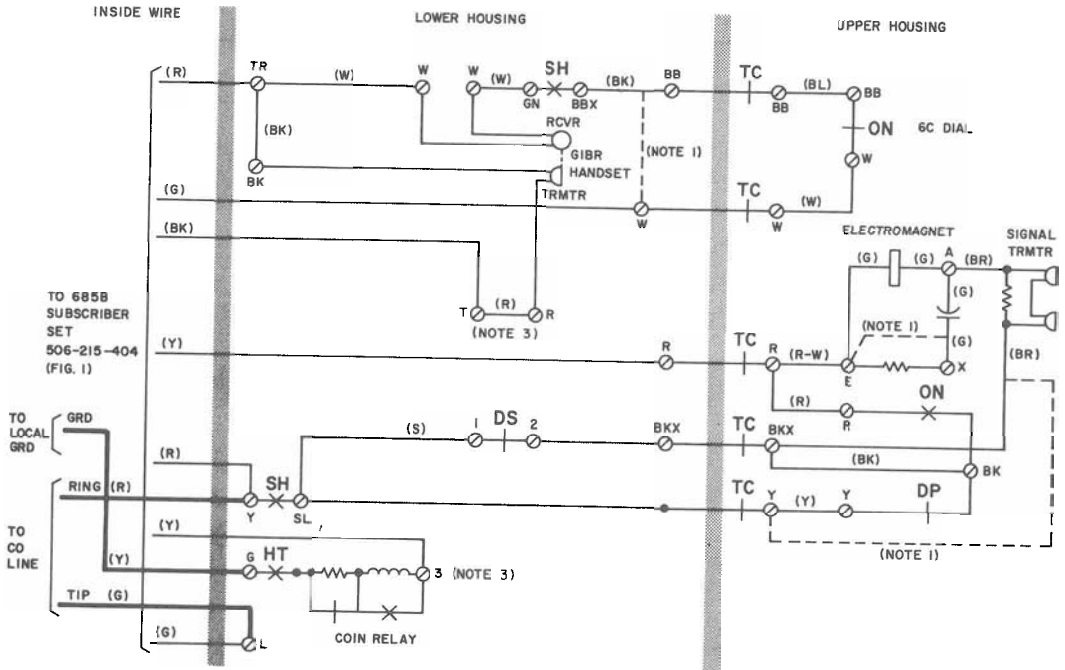 INSIDE WIRE
LOWER HOUSING
UPPER HOUSING
(R) TR (W) W W (W) SH (BK) BB TC (BL) BB
GN BBX BB
RCVR
(BK) ON 6C DIAL
GIBR (NOTE 1)
HANDSET W
BK TRMTR TC
(G) (W)
W W
(BK) ELECTROMAGNET SIGNAL
TRMTR
(G) (G) A (BR)
TO 685B
SUBSCRIBER
SET
506-215-404
(FIG. 1)
(G)
T (R) R
(NOTE 3) (NOTE 1)
(Y) R TC R (R-W) (G) (BR)
E X
(R) ON
R
TO
LOCAL
GRD
GRD
(S) 1 DS 2 BKX TC BKX
(R) (BK) BK
RING (R) SH TC Y (Y) Y DP
Y SL
TO
CO
LINE
(Y) (NOTE 1)
(Y) G HT 3 (NOTE 3)
TIP (G)
COIN RELAY
(G) L